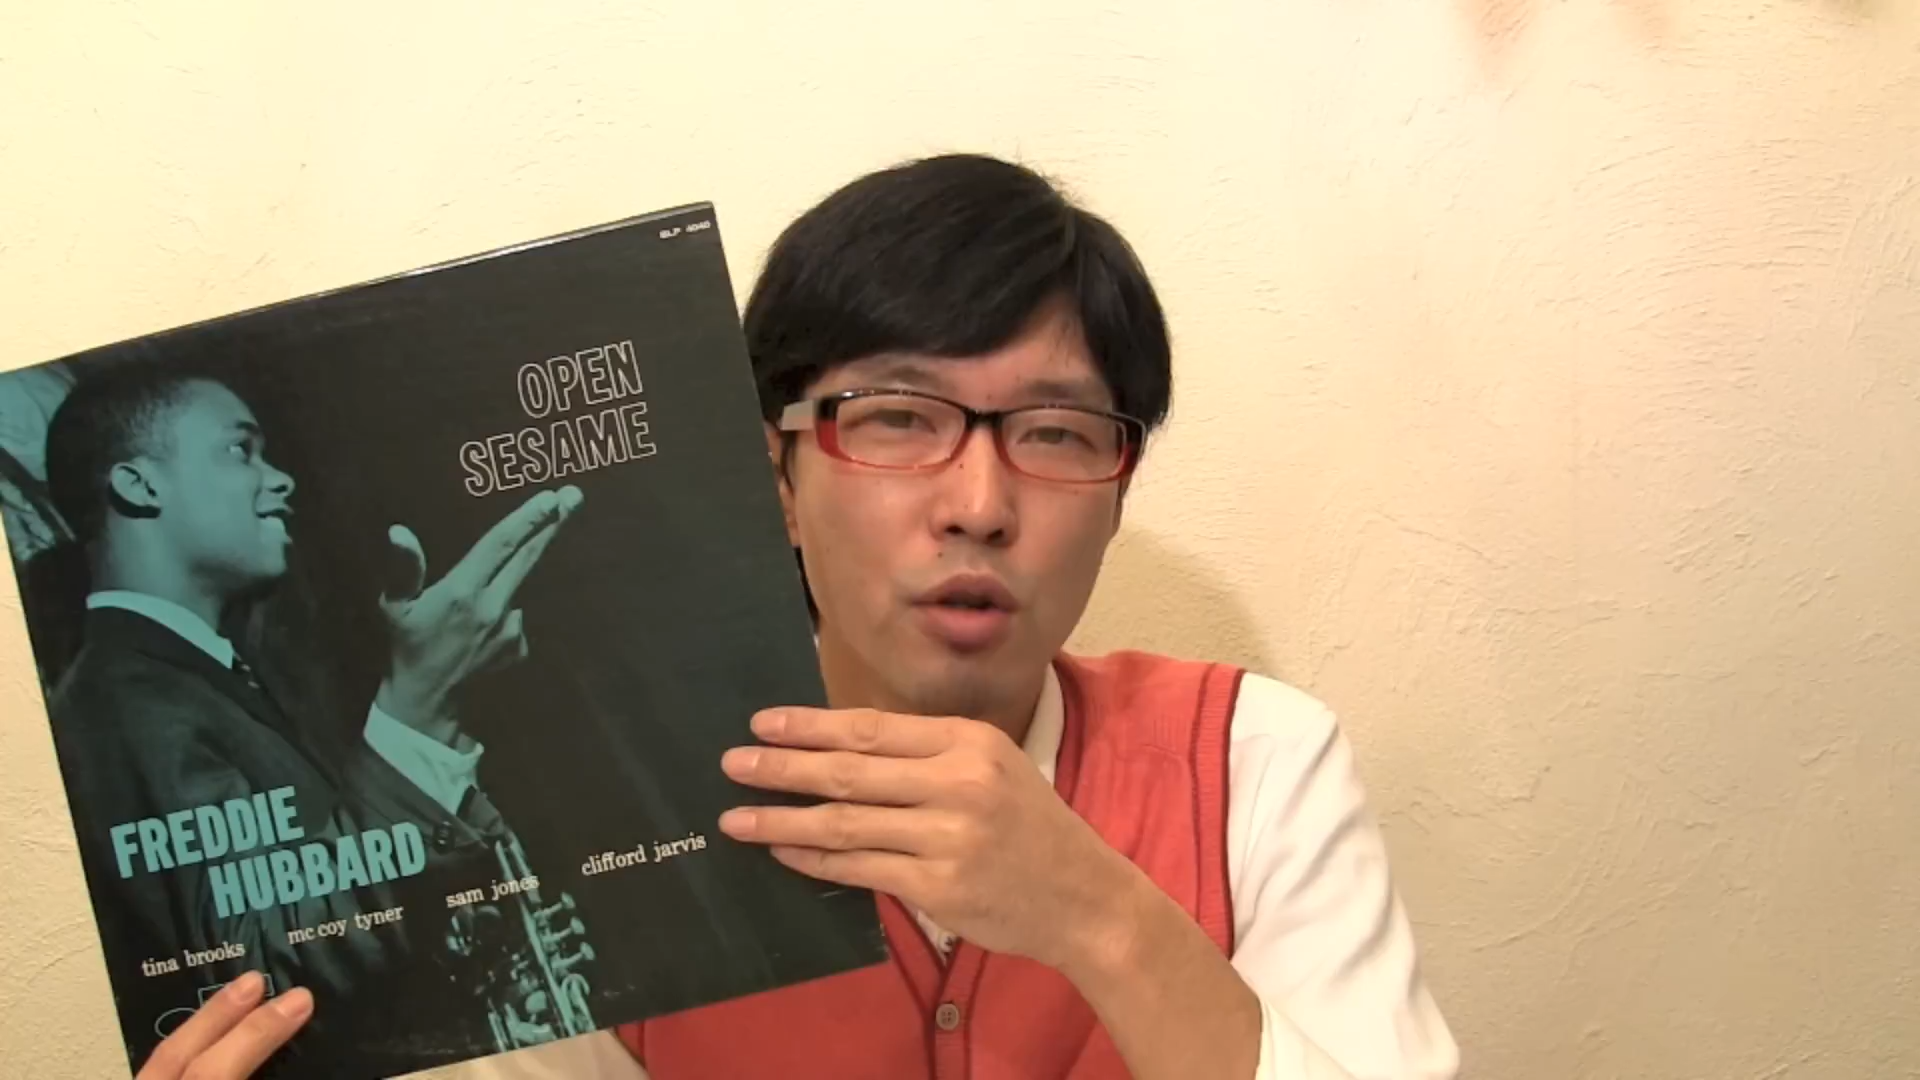 BLP 4040
OPEN
SESAME
FREDDIE
HUBBARD
tina brooks mc coy tyner sam jones clifford jarvis